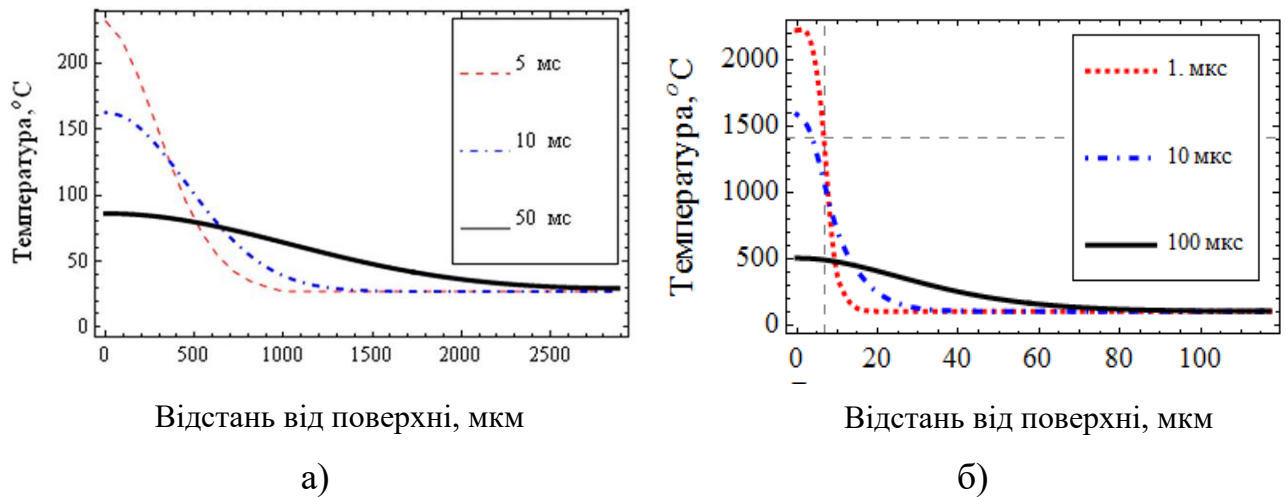 Температура,°С
200
150
100
50
0
0 500 1000 1500 2000 2500
5 мс
10 мс
50 мс
Відстань від поверхні, мкм
а)
Температура,°С
2000
1500
1000
500
0
0 20 40 60 80 100
1. мкс
10 мкс
100 мкс
Відстань від поверхні, мкм
б)